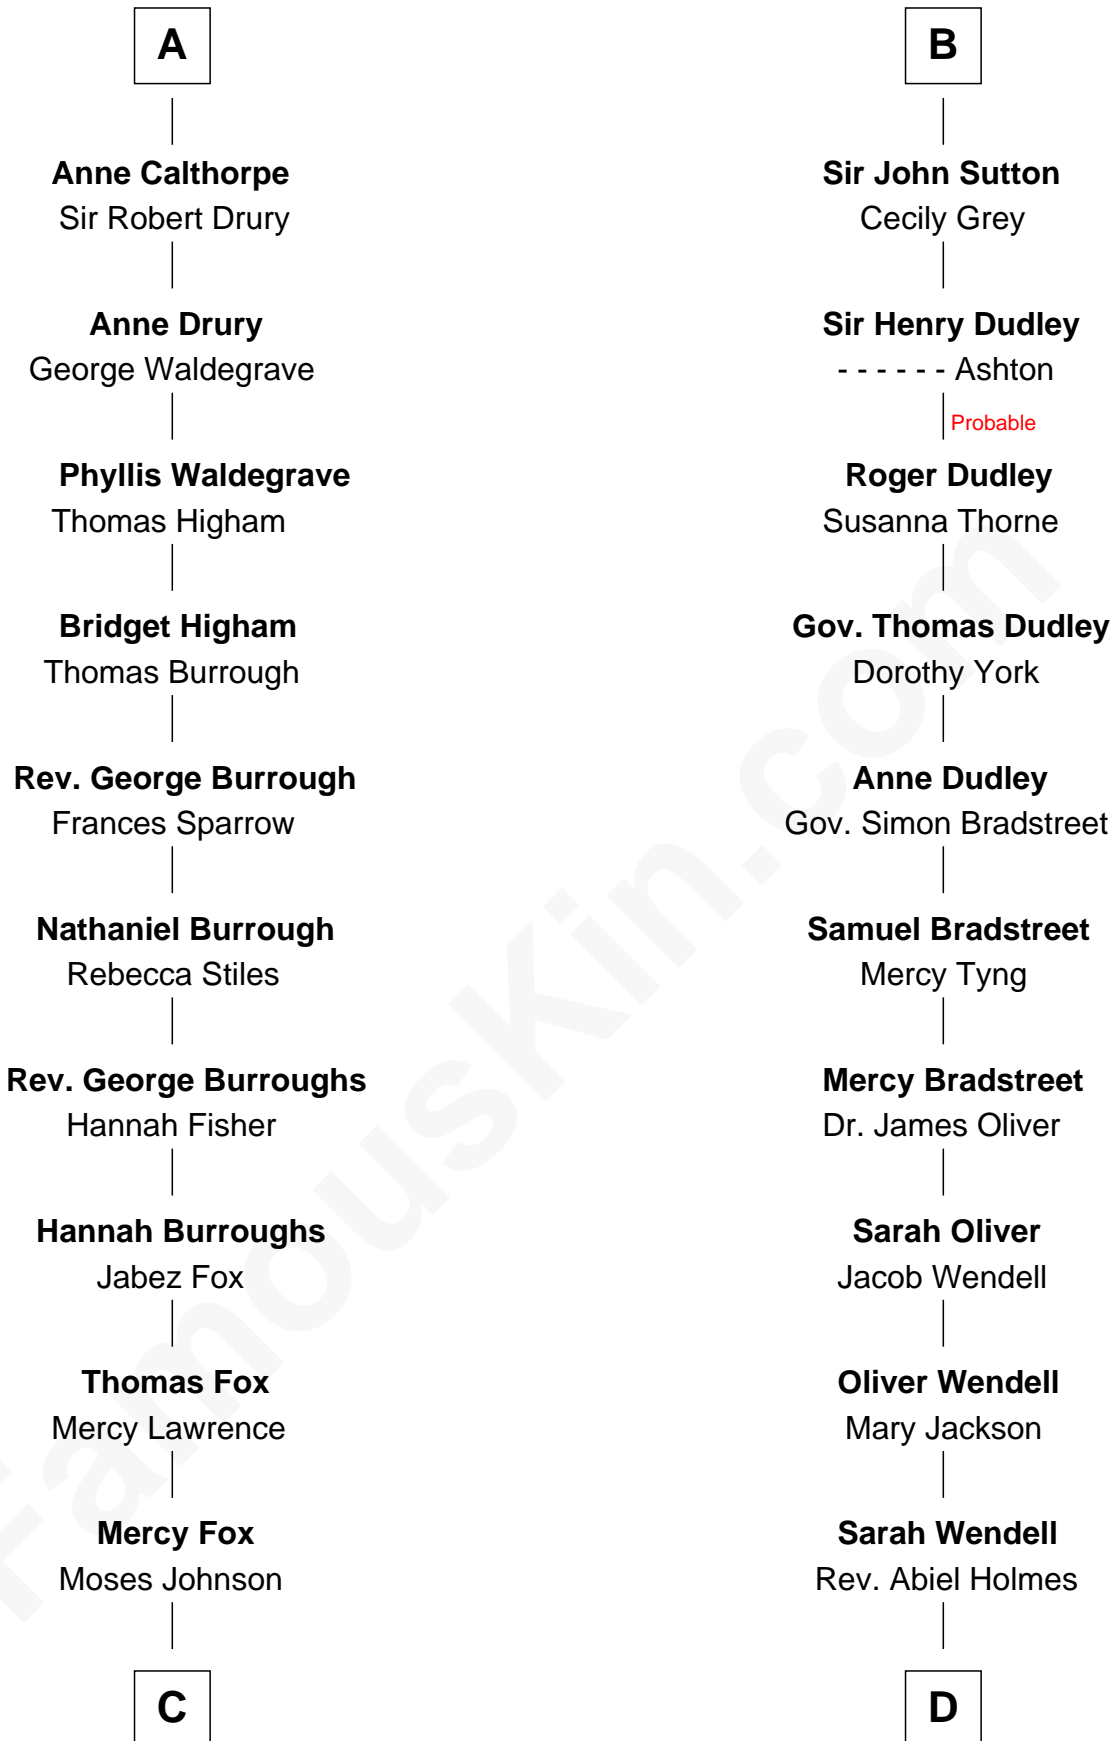 A
Anne Calthorpe
Sir Robert Drury
Anne Drury
George Waldegrave
Phyllis Waldegrave
Thomas Higham
Bridget Higham
Thomas Burrough
Rev. George Burrough
Frances Sparrow
Nathaniel Burrough
Rebecca Stiles
Rev. George Burroughs
Hannah Fisher
Hannah Burroughs
Jabez Fox
Thomas Fox
Mercy Lawrence
Mercy Fox
Moses Johnson
C
B
Sir John Sutton
Cecily Grey
Sir Henry Dudley
- - - - - - Ashton
Probable
Roger Dudley
Susanna Thorne
Gov. Thomas Dudley
Dorothy York
Anne Dudley
Gov. Simon Bradstreet
Samuel Bradstreet
Mercy Tyng
Mercy Bradstreet
Dr. James Oliver
Sarah Oliver
Jacob Wendell
Oliver Wendell
Mary Jackson
Sarah Wendell
Rev. Abiel Holmes
D
FamousKin.com